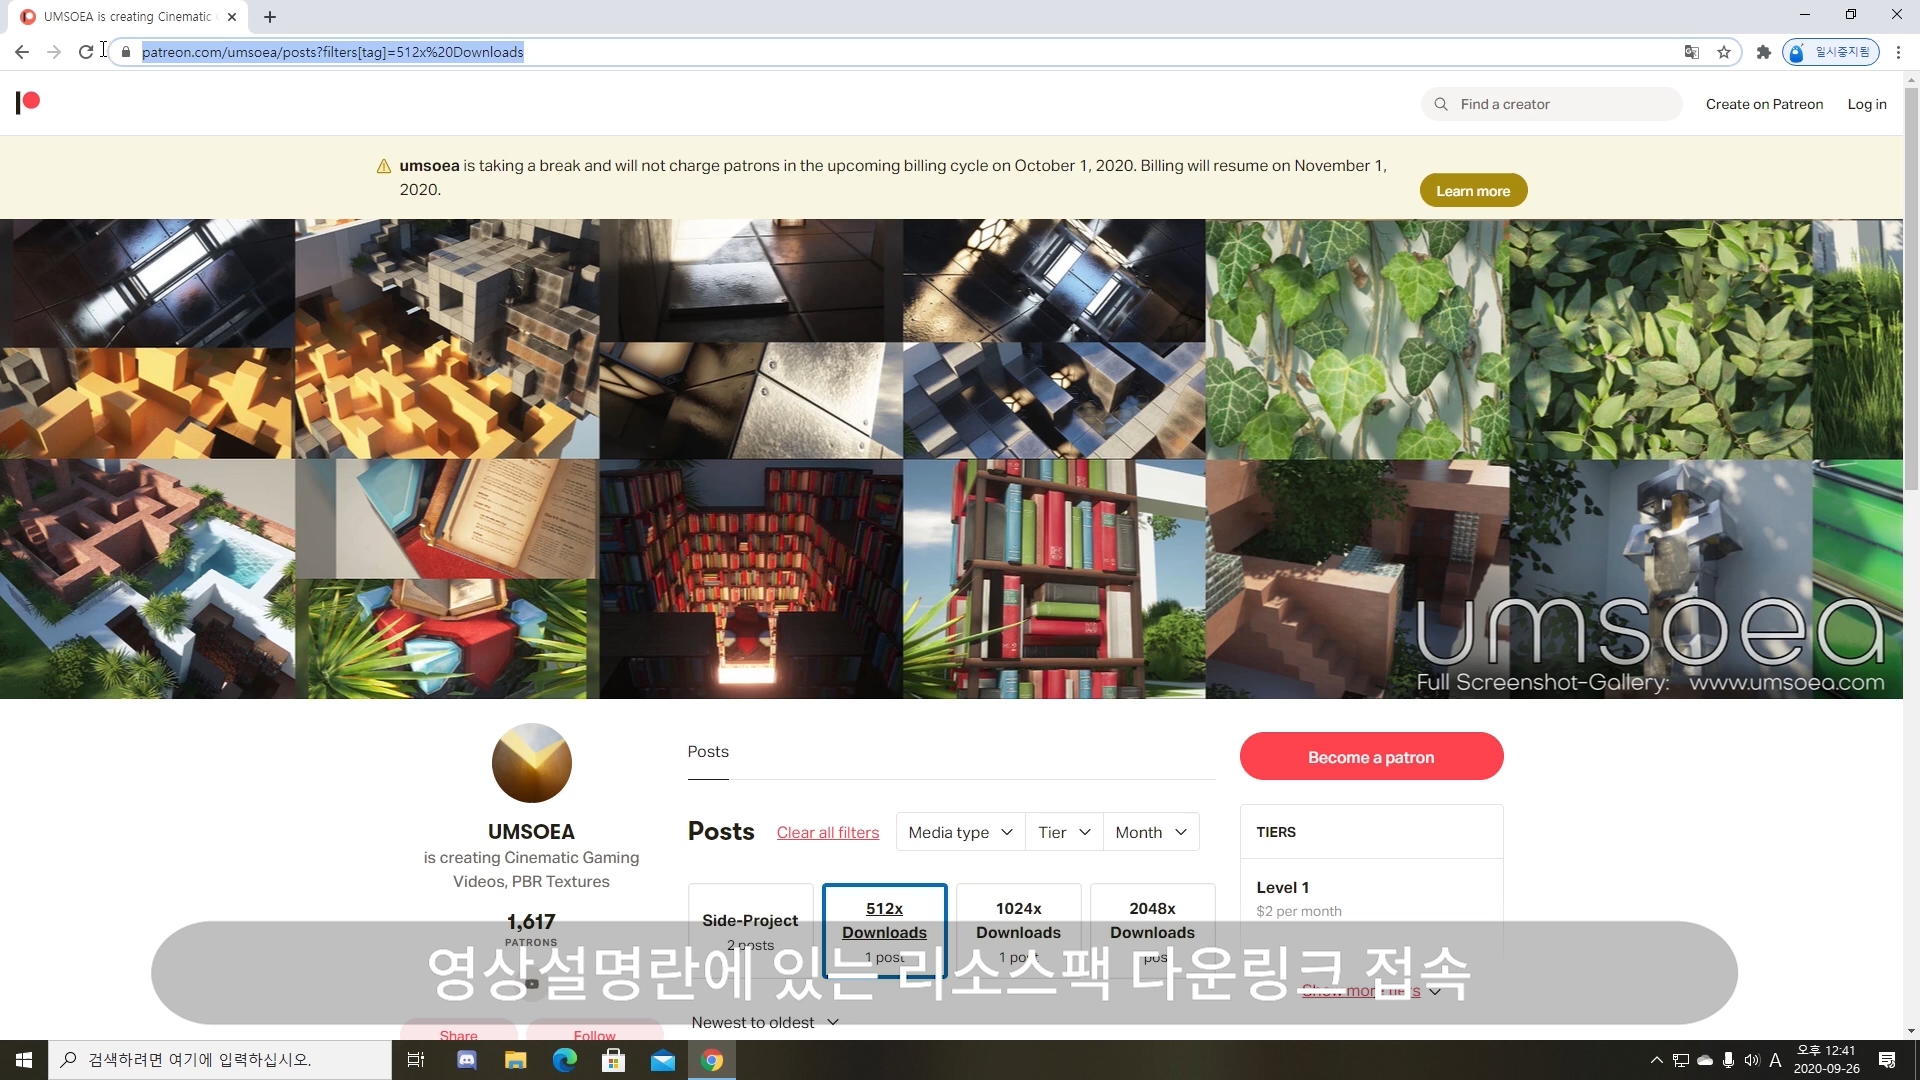 UMSOEA is creating Cinematic
patreon.com/umsoea/posts?filters[tag]=512x%20Downloads
일시중지됨
Find a creator
Create on Patreon
Log in
umsoea is taking a break and will not charge patrons in the upcoming billing cycle on October 1, 2020. Billing will resume on November 1,
2020.
Learn more
umsoea
Full Screenshot-Gallery: www.umsoea.com
Posts
Become a patron
UMSOEA
is creating Cinematic Gaming
Videos, PBR Textures
1,617
PATRONS
Posts
Clear all filters
Media type
Tier
Month
TIERS
Side-Project
2 posts
512x
Downloads
1 post
1024x
Downloads
1 post
2048x
Downloads
post
Level 1
$2 per month
Show more tiers
영상설명란에 있는 리소스팩 다운링크 접속
Newest to oldest
Share
Follow
검색하려면 여기에 입력하십시오.
A
오후 12:41
2020-09-26